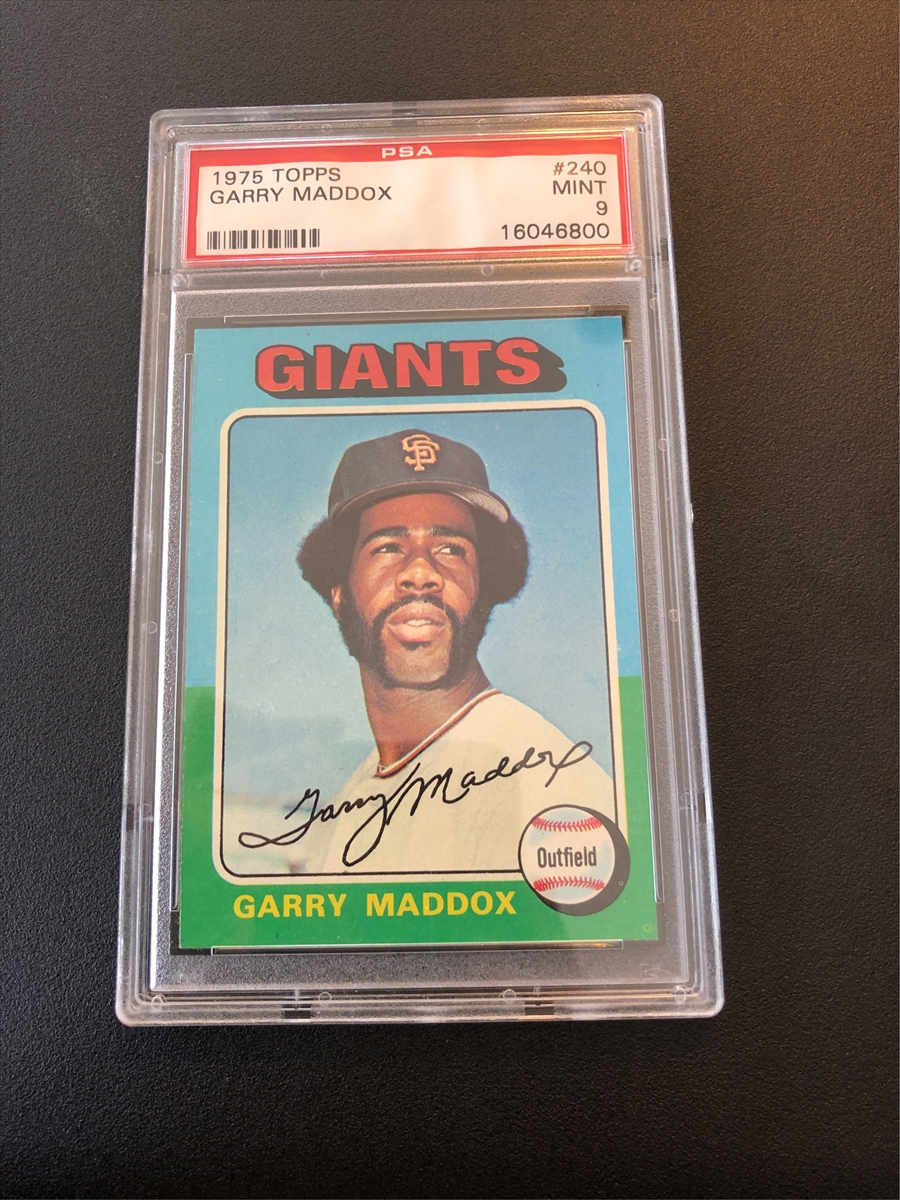 PSA
1975 TOPPS #240
GARRY MADDOX MINT
9
16046800
GIANTS
SF
Garry Maddox
Outfield
GARRY MADDOX